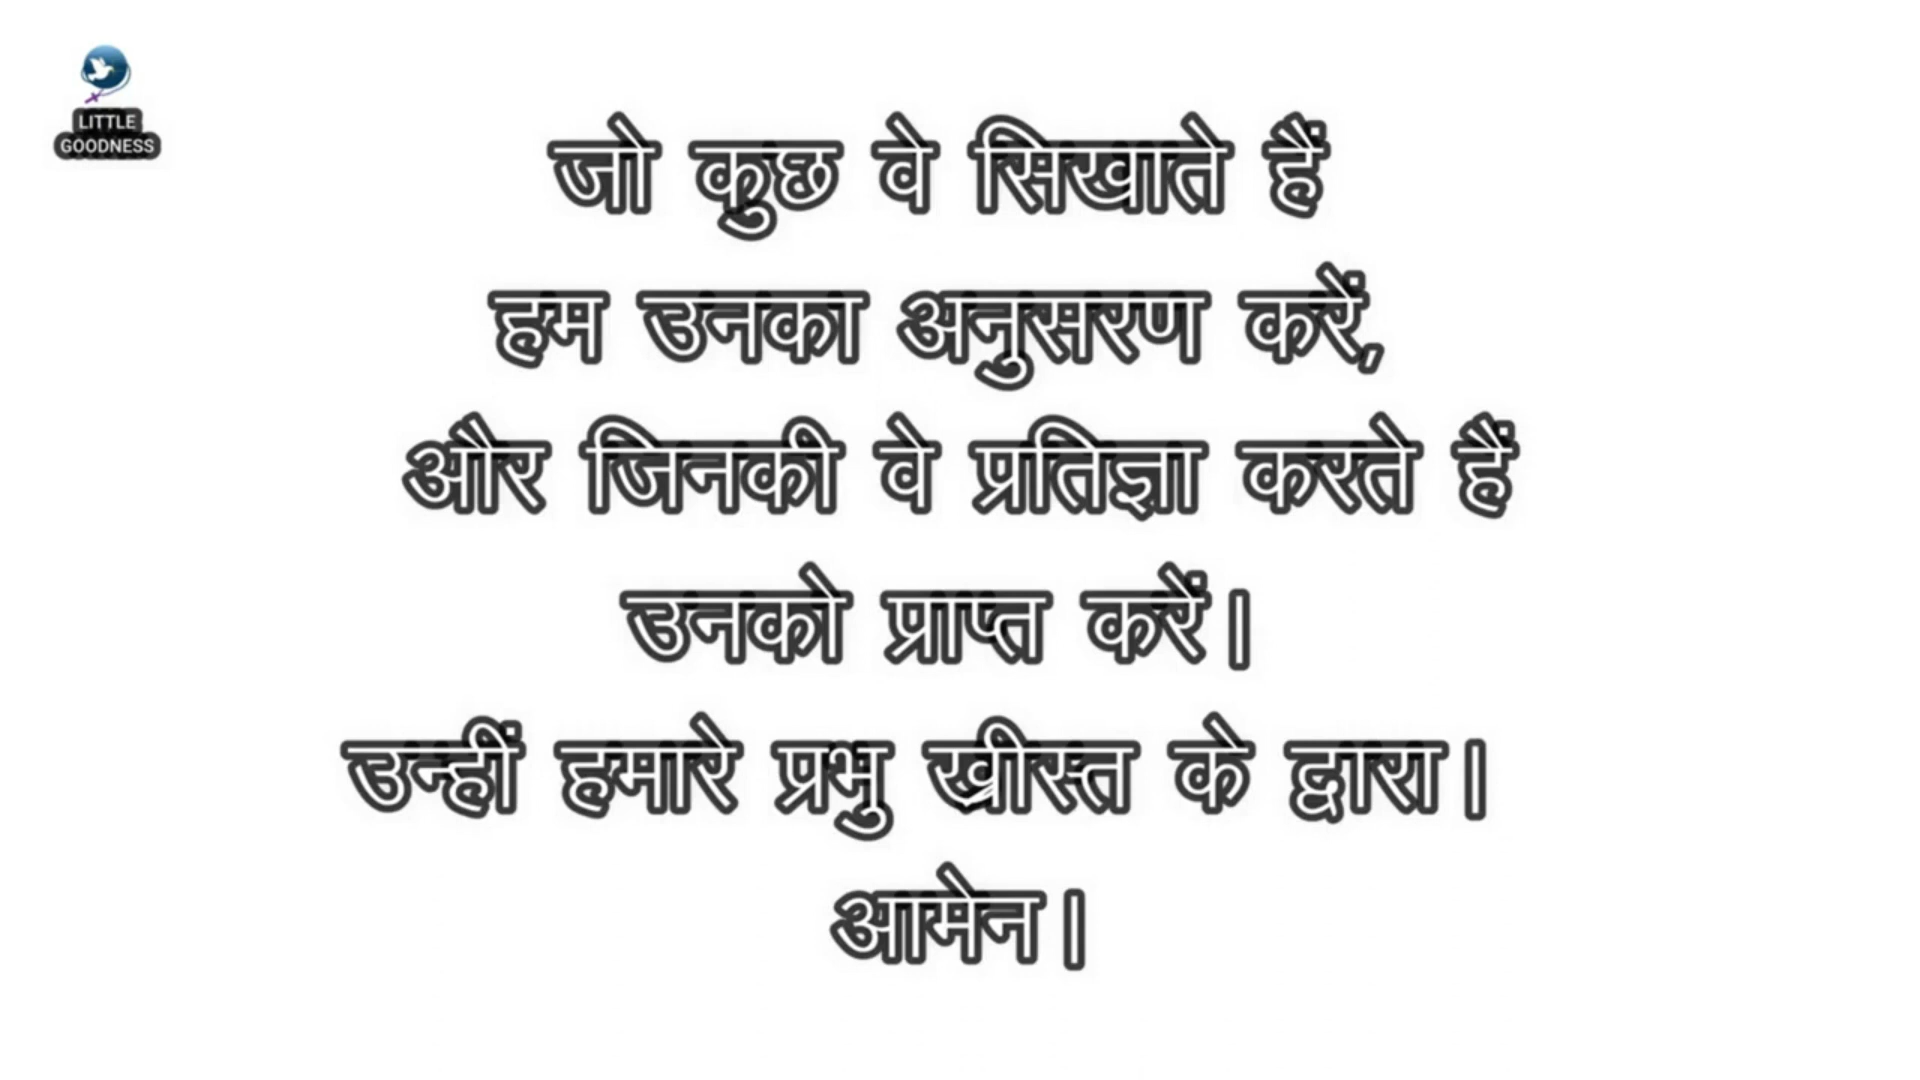 LITTLE
GOODNESS
जो कुछ वे सिखाते हैं
हम उनका अनुसरण करें,
और जिनकी वे प्रतिज्ञा करते हैं
उनको प्राप्त करें।
उन्हीं हमारे प्रभु ख्रीस्त के द्वारा।
आमेन।